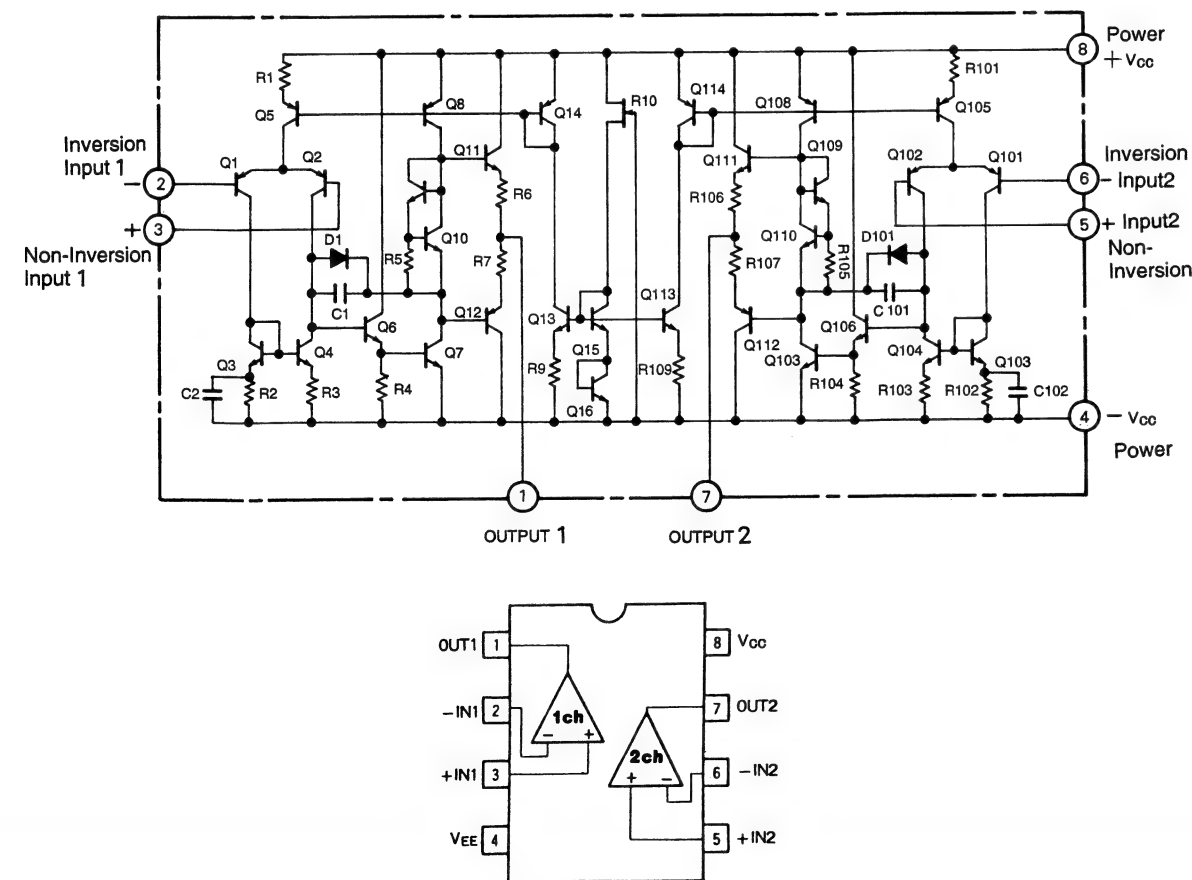 Power
8
+ Vcc
R1
Q5
Q8
Q14
R10
Q114
Q108
R101
Q105
Inversion
Input 1
− 2
Q1
Q2
Q11
R6
Q111
R106
Q109
Q102
Q101
Inversion
6 −
Input2
+ 3
Non-Inversion
Input 1
D1
R5
Q10
R7
Q110
R107
R105
D101
5 + Input2
Non-
Inversion
C1
Q12
Q13
Q113
C 101
Q3
Q4
Q6
Q7
Q15
Q112
Q106
Q103
Q104
Q103
C2
R2
R3
R4
R9
Q16
R109
R104
R103
R102
C102
4 − Vcc
Power
1
7
OUTPUT 1
OUTPUT 2
OUT1 1
8 Vcc
−IN1 2
1ch
− +
7 OUT2
+IN1 3
2ch
+ −
6 −IN2
VEE 4
5 +IN2